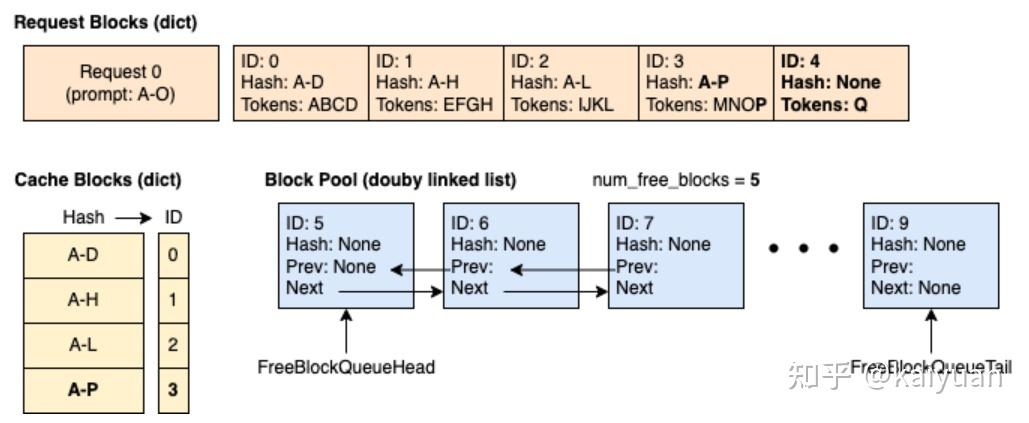 Request Blocks (dict)
Request 0
(prompt: A-O)
ID: 0
Hash: A-D
Tokens: ABCD
ID: 1
Hash: A-H
Tokens: EFGH
ID: 2
Hash: A-L
Tokens: IJKL
ID: 3
Hash: A-P
Tokens: MNOP
ID: 4
Hash: None
Tokens: Q
Cache Blocks (dict)
Hash
ID
A-D
0
A-H
1
A-L
2
A-P
3
Block Pool (douby linked list)
num_free_blocks = 5
ID: 5
Hash: None
Prev: None
Next
ID: 6
Hash: None
Prev:
Next
ID: 7
Hash: None
Prev:
Next
ID: 9
Hash: None
Prev:
Next: None
FreeBlockQueueHead
FreeBlockQueueTail
知乎 @kaiyuan